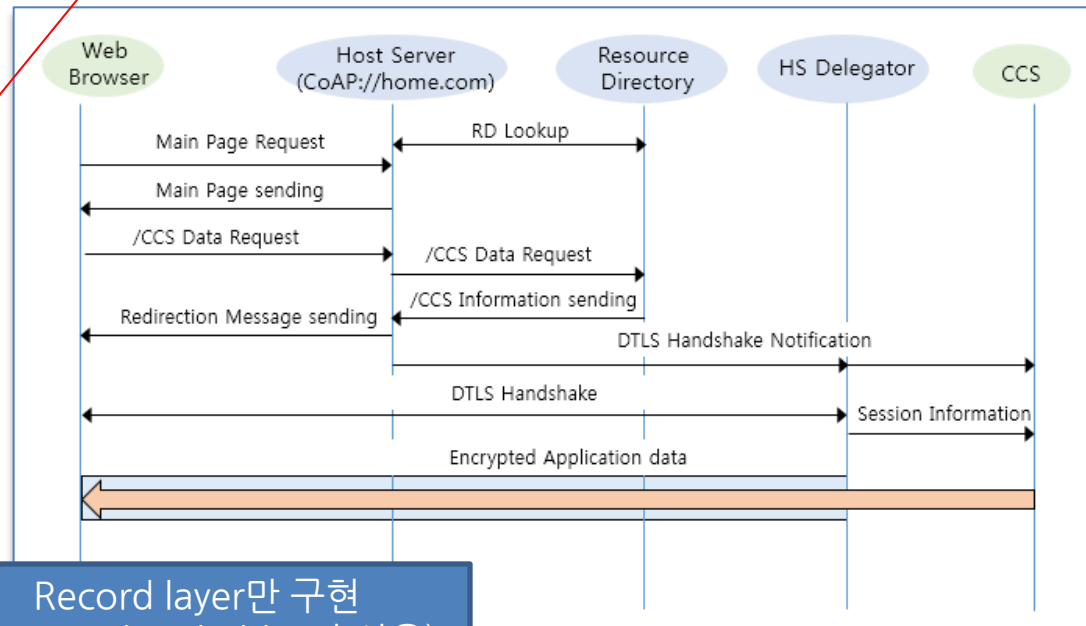 Web
Browser
Host Server
(CoAP://home.com)
Resource
Directory
HS Delegator
CCS
Main Page Request
RD Lookup
Main Page sending
/CCS Data Request
/CCS Data Request
/CCS Information sending
Redirection Message sending
DTLS Handshake Notification
DTLS Handshake
Session Information
Encrypted Application data
Record layer만 구현